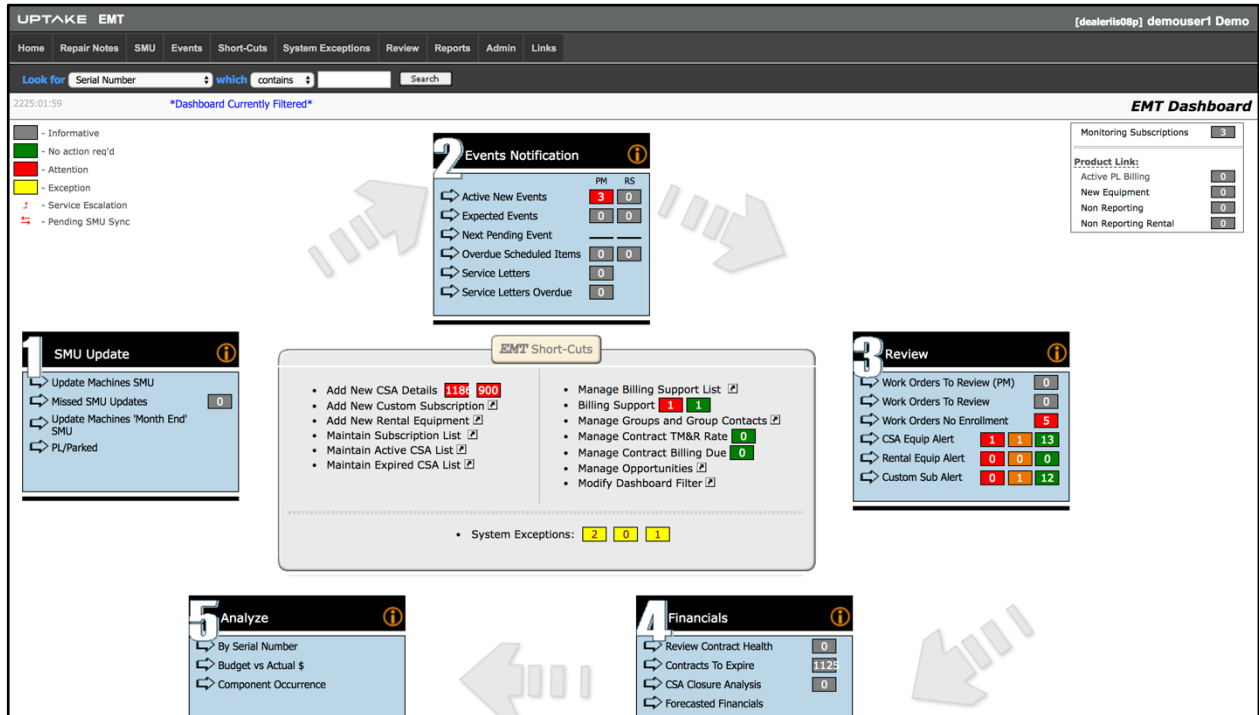 UPTAKE EMT
[dealeriis08p] demouser1 Demo
Home Repair Notes SMU Events Short-Cuts System Exceptions Review Reports Admin Links
Look for Serial Number which contains Search
2225:01:59 *Dashboard Currently Filtered* EMT Dashboard
- Informative
- No action req'd
- Attention
- Exception
- Service Escalation
- Pending SMU Sync
Monitoring Subscriptions 3
Product Link:
Active PL Billing 0
New Equipment 0
Non Reporting 0
Non Reporting Rental 0
2 Events Notification
PM RS
Active New Events 3 0
Expected Events 0 0
Next Pending Event
Overdue Scheduled Items 0 0
Service Letters 0
Service Letters Overdue 0
1 SMU Update
Update Machines SMU
Missed SMU Updates 0
Update Machines 'Month End'
SMU
PL/Parked
EMT Short-Cuts
• Add New CSA Details 1186 900
• Add New Custom Subscription
• Add New Rental Equipment
• Maintain Subscription List
• Maintain Active CSA List
• Maintain Expired CSA List
• Manage Billing Support List
• Billing Support 1 1
• Manage Groups and Group Contacts
• Manage Contract TM&R Rate 0
• Manage Contract Billing Due 0
• Manage Opportunities
• Modify Dashboard Filter
• System Exceptions: 2 0 1
3 Review
Work Orders To Review (PM) 0
Work Orders To Review 0
Work Orders No Enrollment 5
CSA Equip Alert 1 1 13
Rental Equip Alert 0 0 0
Custom Sub Alert 0 1 12
5 Analyze
By Serial Number
Budget vs Actual $
Component Occurrence
4 Financials
Review Contract Health 0
Contracts To Expire 1125
CSA Closure Analysis 0
Forecasted Financials